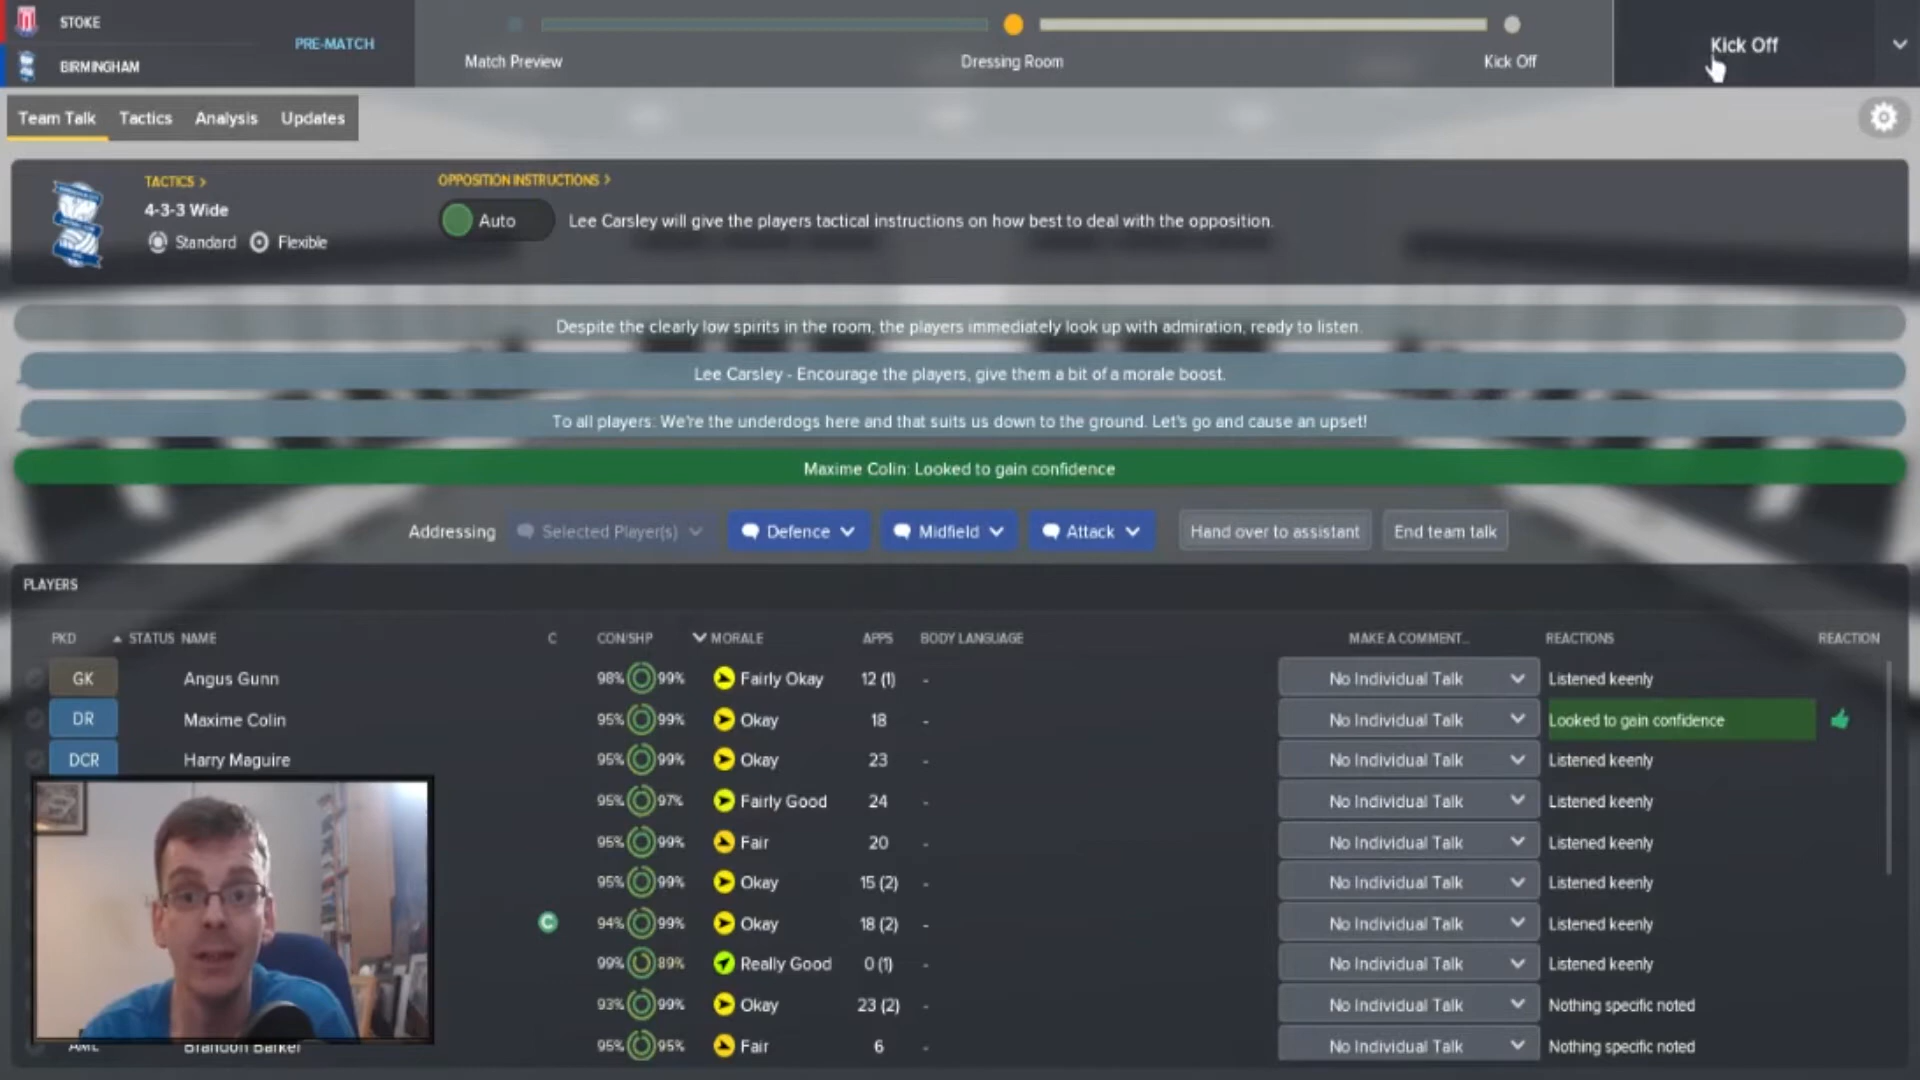 STOKE
BIRMINGHAM
PRE-MATCH
Match Preview
Dressing Room
Kick Off
Kick Off
Team Talk Tactics Analysis Updates
TACTICS >
4-3-3 Wide
Standard Flexible
OPPOSITION INSTRUCTIONS >
Auto Lee Carsley will give the players tactical instructions on how best to deal with the opposition.
Despite the clearly low spirits in the room, the players immediately look up with admiration, ready to listen.
Lee Carsley - Encourage the players, give them a bit of a morale boost.
To all players: We're the underdogs here and that suits us down to the ground. Let's go and cause an upset!
Maxime Colin: Looked to gain confidence
Addressing Selected Player(s) Defence Midfield Attack Hand over to assistant End team talk
PLAYERS
PKD STATUS NAME C CON/SHP MORALE APPS BODY LANGUAGE MAKE A COMMENT... REACTIONS REACTION
GK Angus Gunn 98% 99% Fairly Okay 12 (1) - No Individual Talk Listened keenly
DR Maxime Colin 95% 99% Okay 18 - No Individual Talk Looked to gain confidence
DCR Harry Maguire 95% 99% Okay 23 - No Individual Talk Listened keenly
95% 97% Fairly Good 24 - No Individual Talk Listened keenly
95% 99% Fair 20 - No Individual Talk Listened keenly
95% 99% Okay 15 (2) - No Individual Talk Listened keenly
C 94% 99% Okay 18 (2) - No Individual Talk Listened keenly
99% 89% Really Good 0 (1) - No Individual Talk Listened keenly
93% 99% Okay 23 (2) - No Individual Talk Nothing specific noted
AML Brandon Barker 95% 95% Fair 6 - No Individual Talk Nothing specific noted